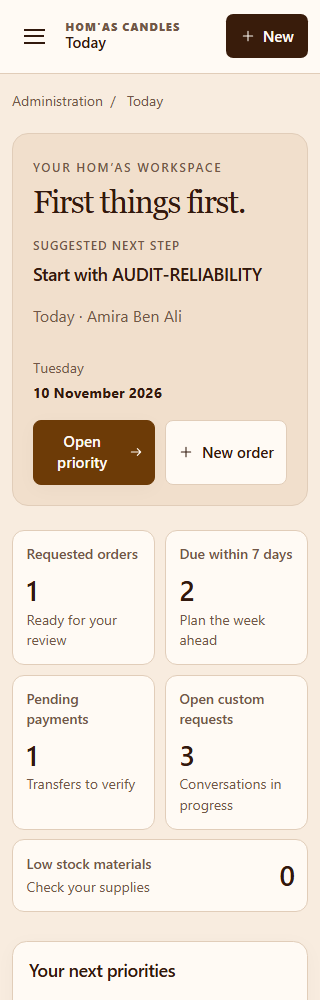 HOM'AS CANDLES
Today
+ New
Administration / Today
YOUR HOM'AS WORKSPACE
First things first.
SUGGESTED NEXT STEP
Start with AUDIT-RELIABILITY
Today · Amira Ben Ali
Tuesday
10 November 2026
Open
priority →
+ New order
Requested orders
1
Ready for your
review
Due within 7 days
2
Plan the week
ahead
Pending
payments
1
Transfers to verify
Open custom
requests
3
Conversations in
progress
Low stock materials
Check your supplies
0
Your next priorities